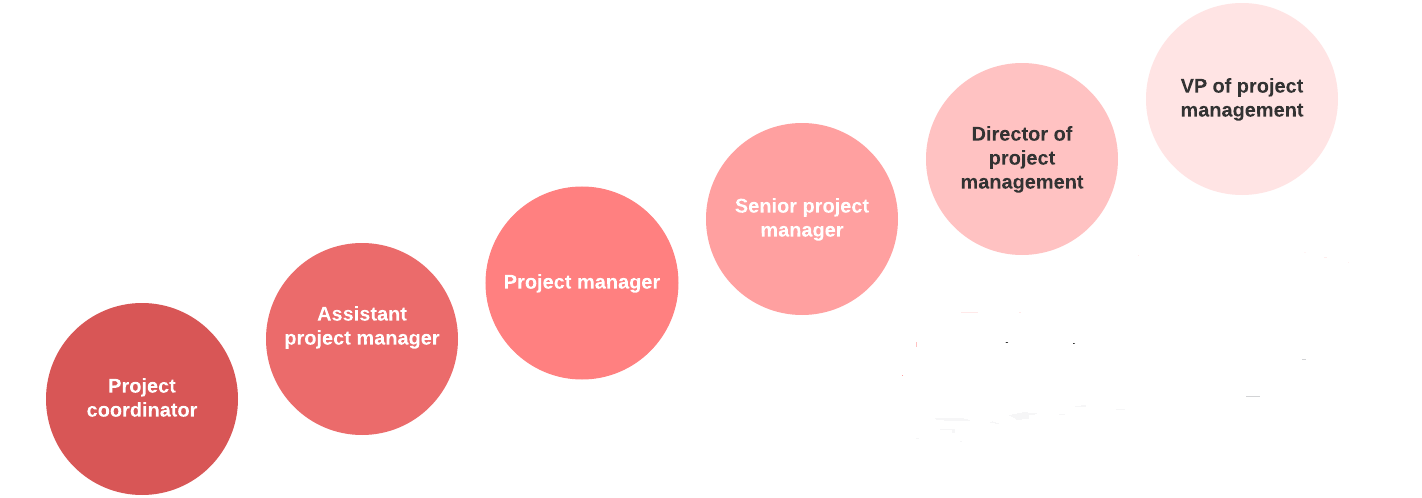 Project
coordinator
Assistant
project manager
Project manager
Senior project
manager
Director of
project
management
VP of project
management